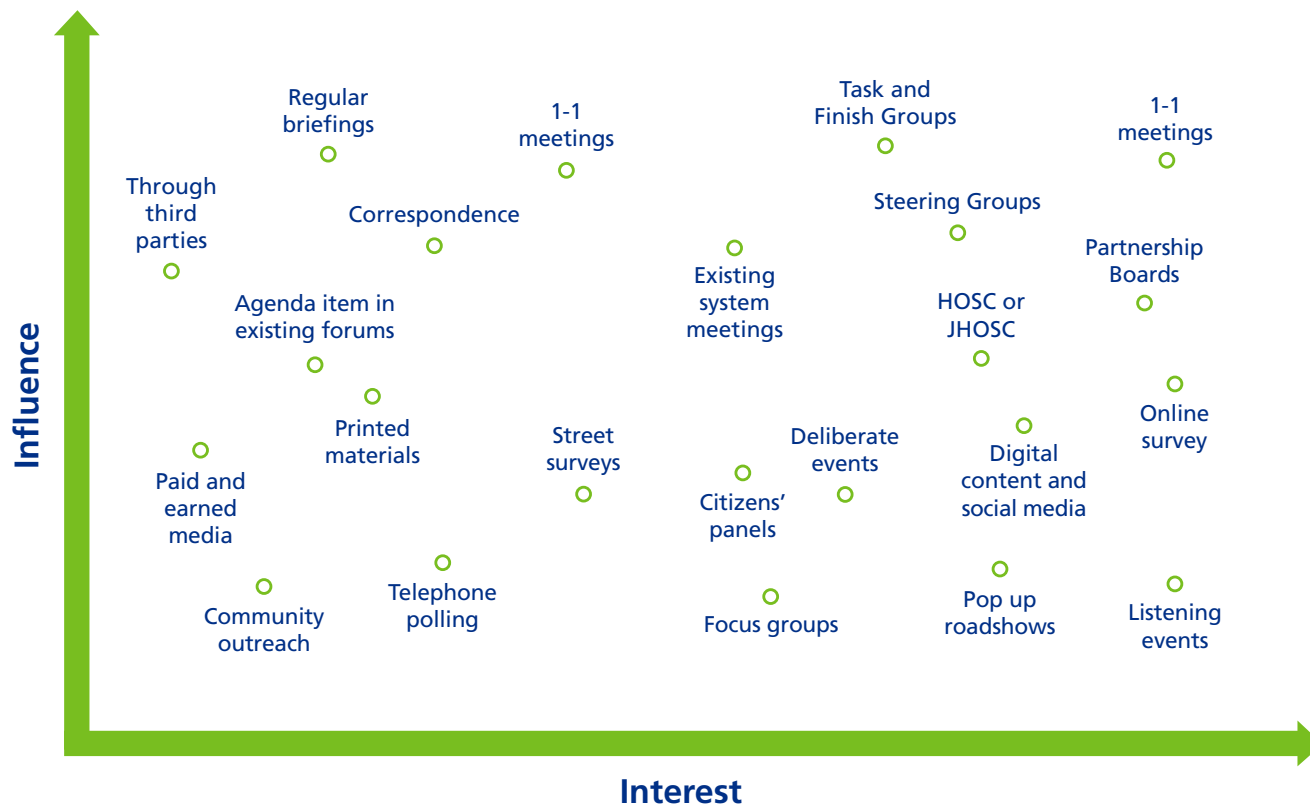 Regular
briefings
1-1
meetings
Task and
Finish Groups
1-1
meetings
Through
third
parties
Correspondence
Steering Groups
Existing
system
meetings
Partnership
Boards
Agenda item in
existing forums
HOSC or
JHOSC
Influence
Printed
materials
Street
surveys
Deliberate
events
Online
survey
Paid and
earned
media
Citizens'
panels
Digital
content and
social media
Community
outreach
Telephone
polling
Focus groups
Pop up
roadshows
Listening
events
Interest